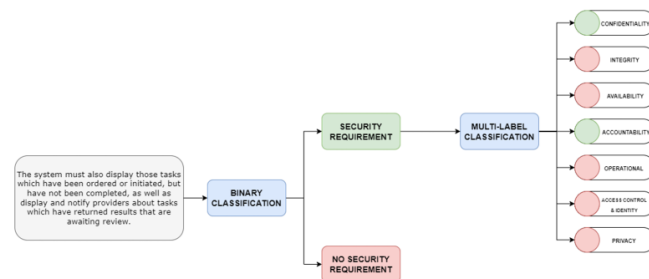 The system must also display those tasks
which have been ordered or initiated, but
have not been completed, as well as
display and notify providers about tasks
which have returned results that are
awaiting review.
BINARY
CLASSIFICATION
SECURITY
REQUIREMENT
NO SECURITY
REQUIREMENT
MULTI-LABEL
CLASSIFICATION
CONFIDENTIALITY
INTEGRITY
AVAILABILITY
ACCOUNTABILITY
OPERATIONAL
ACCESS CONTROL
& IDENTITY
PRIVACY